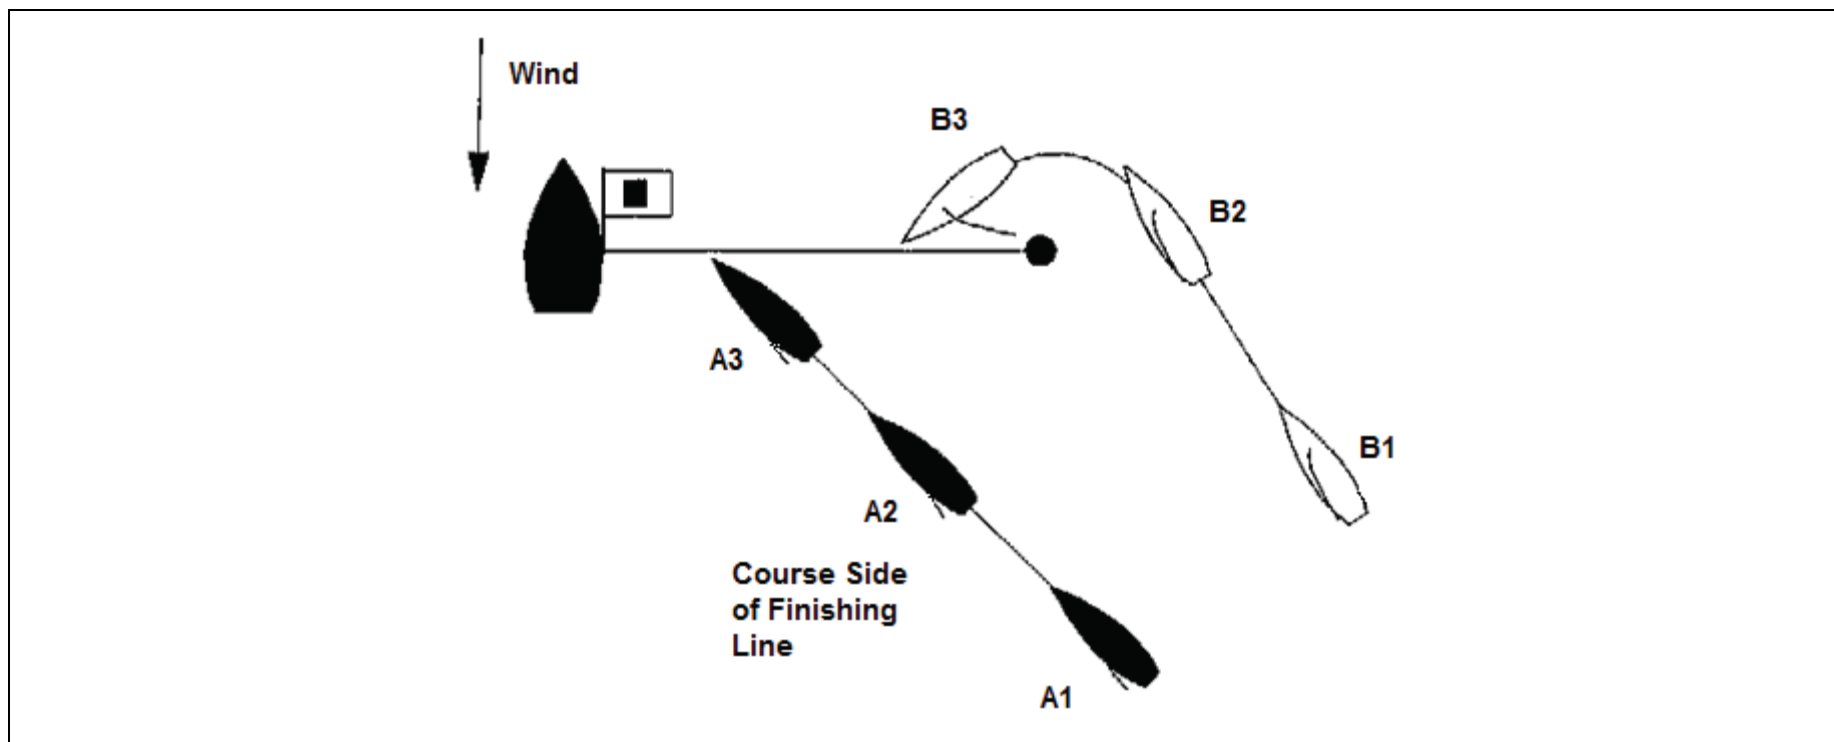 Wind
B3
B2
B1
A3
A2
Course Side
of Finishing
Line
A1